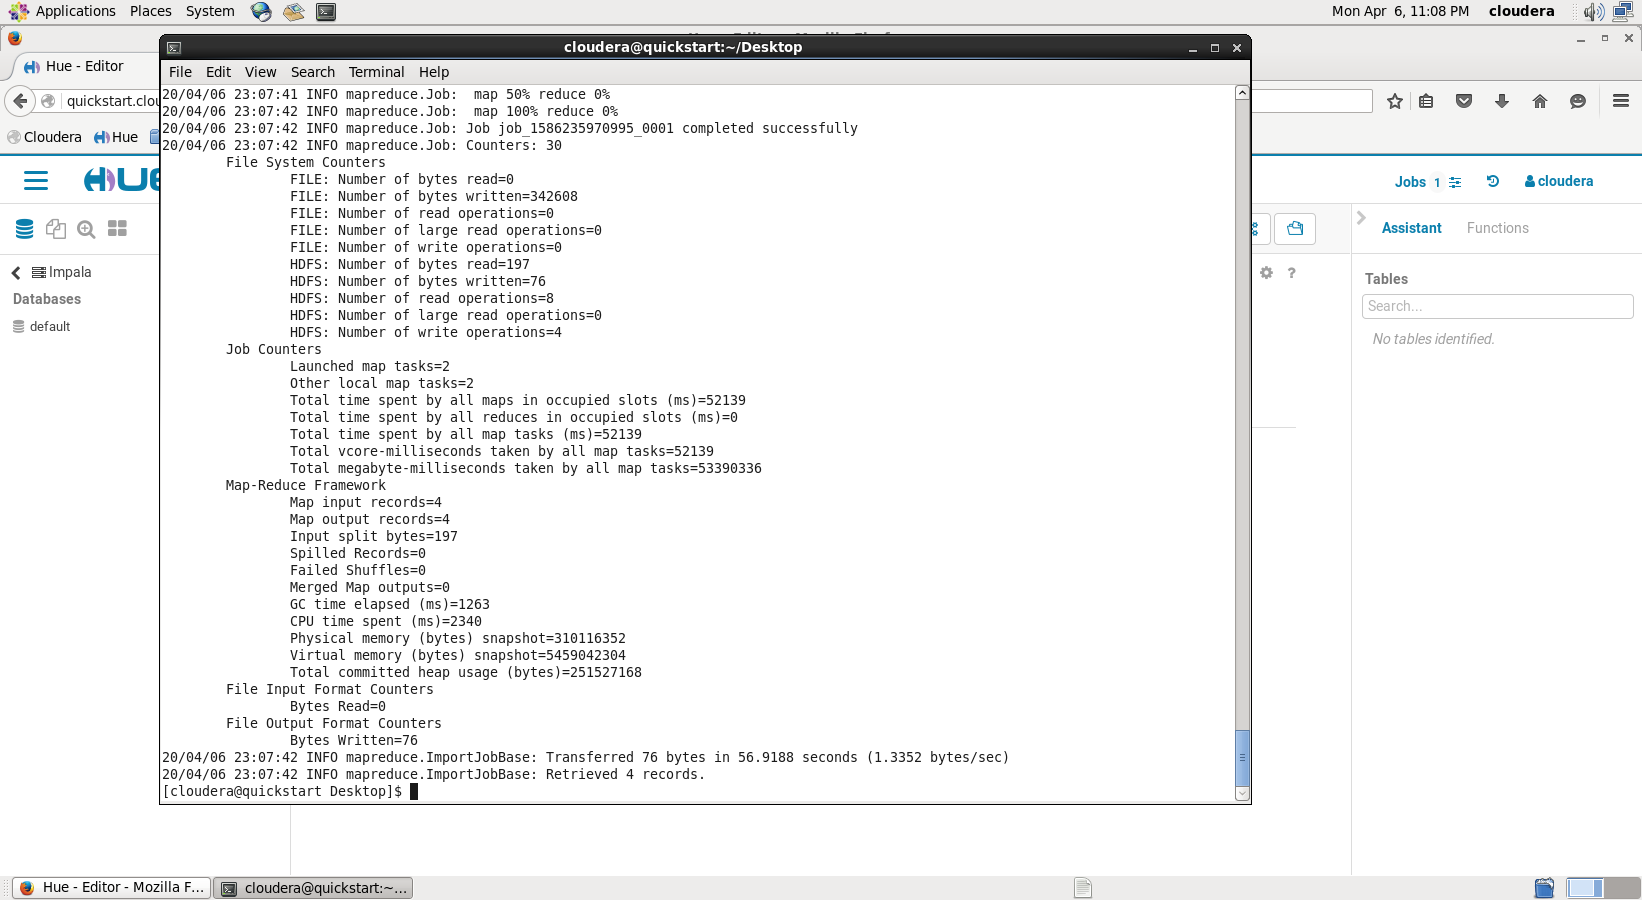 Applications Places System
Mon Apr 6, 11:08 PM cloudera
Hue - Editor
quickstart.clou
Cloudera Hue
cloudera@quickstart:~/Desktop
File Edit View Search Terminal Help
20/04/06 23:07:41 INFO mapreduce.Job:  map 50% reduce 0%
20/04/06 23:07:42 INFO mapreduce.Job:  map 100% reduce 0%
20/04/06 23:07:42 INFO mapreduce.Job: Job job_1586235970995_0001 completed successfully
20/04/06 23:07:42 INFO mapreduce.Job: Counters: 30
File System Counters
FILE: Number of bytes read=0
FILE: Number of bytes written=342608
FILE: Number of read operations=0
FILE: Number of large read operations=0
FILE: Number of write operations=0
HDFS: Number of bytes read=197
HDFS: Number of bytes written=76
HDFS: Number of read operations=8
HDFS: Number of large read operations=0
HDFS: Number of write operations=4
Job Counters
Launched map tasks=2
Other local map tasks=2
Total time spent by all maps in occupied slots (ms)=52139
Total time spent by all reduces in occupied slots (ms)=0
Total time spent by all map tasks (ms)=52139
Total vcore-milliseconds taken by all map tasks=52139
Total megabyte-milliseconds taken by all map tasks=53390336
Map-Reduce Framework
Map input records=4
Map output records=4
Input split bytes=197
Spilled Records=0
Failed Shuffles=0
Merged Map outputs=0
GC time elapsed (ms)=1263
CPU time spent (ms)=2340
Physical memory (bytes) snapshot=310116352
Virtual memory (bytes) snapshot=5459042304
Total committed heap usage (bytes)=251527168
File Input Format Counters
Bytes Read=0
File Output Format Counters
Bytes Written=76
20/04/06 23:07:42 INFO mapreduce.ImportJobBase: Transferred 76 bytes in 56.9188 seconds (1.3352 bytes/sec)
20/04/06 23:07:42 INFO mapreduce.ImportJobBase: Retrieved 4 records.
[cloudera@quickstart Desktop]$
HUE
Impala
Databases
default
Jobs 1 cloudera
Assistant Functions
?
Tables
Search...
No tables identified.
Hue - Editor - Mozilla F... cloudera@quickstart:~...